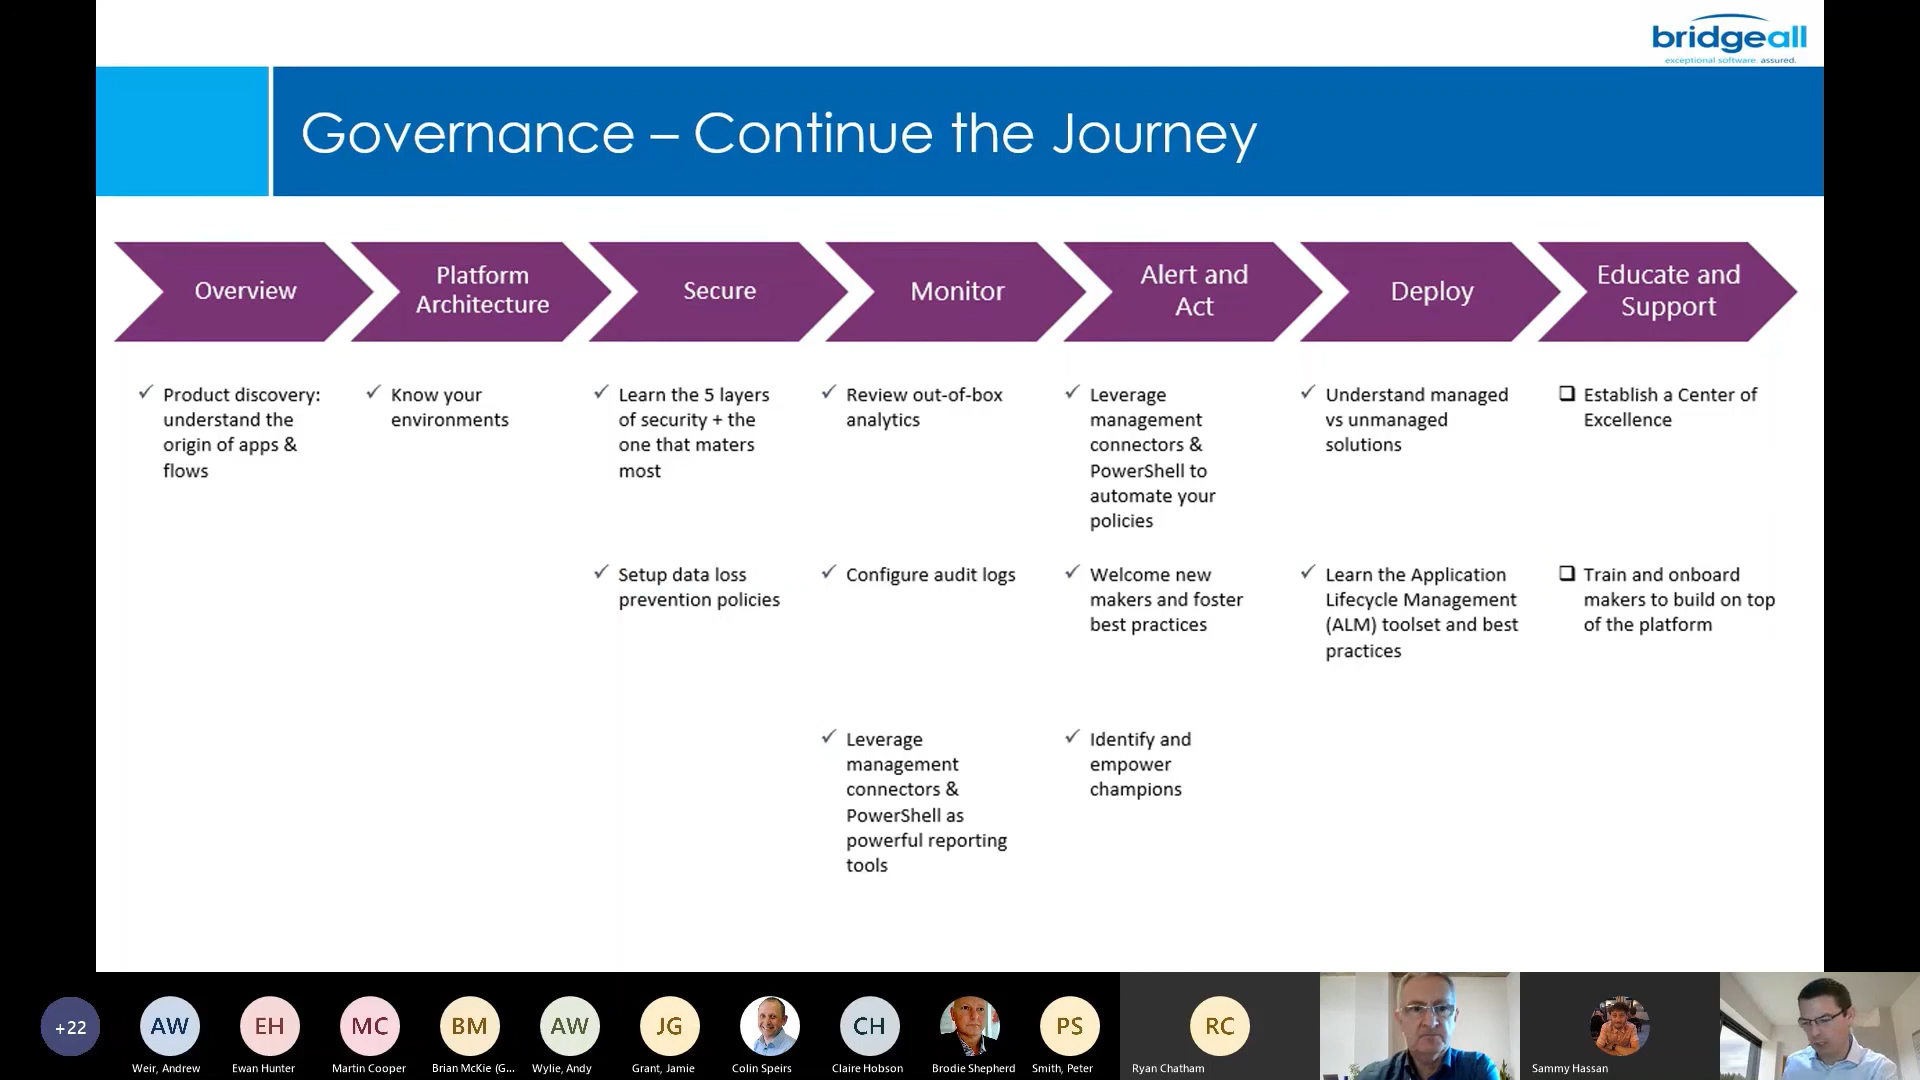 bridgeall
exceptional software. assured.
Governance – Continue the Journey
Overview
Platform
Architecture
Secure
Monitor
Alert and
Act
Deploy
Educate and
Support
✓ Product discovery:
understand the
origin of apps &
flows
✓ Know your
environments
✓ Learn the 5 layers
of security + the
one that maters
most
✓ Setup data loss
prevention policies
✓ Review out-of-box
analytics
✓ Configure audit logs
✓ Leverage
management
connectors &
PowerShell as
powerful reporting
tools
✓ Leverage
management
connectors &
PowerShell to
automate your
policies
✓ Welcome new
makers and foster
best practices
✓ Identify and
empower
champions
✓ Understand managed
vs unmanaged
solutions
✓ Learn the Application
Lifecycle Management
(ALM) toolset and best
practices
❑ Establish a Center of
Excellence
❑ Train and onboard
makers to build on top
of the platform
+22
AW
Weir, Andrew
EH
Ewan Hunter
MC
Martin Cooper
BM
Brian McKie (G...
AW
Wylie, Andy
JG
Grant, Jamie
Colin Speirs
CH
Claire Hobson
Brodie Shepherd
PS
Smith, Peter
RC
Ryan Chatham
Sammy Hassan